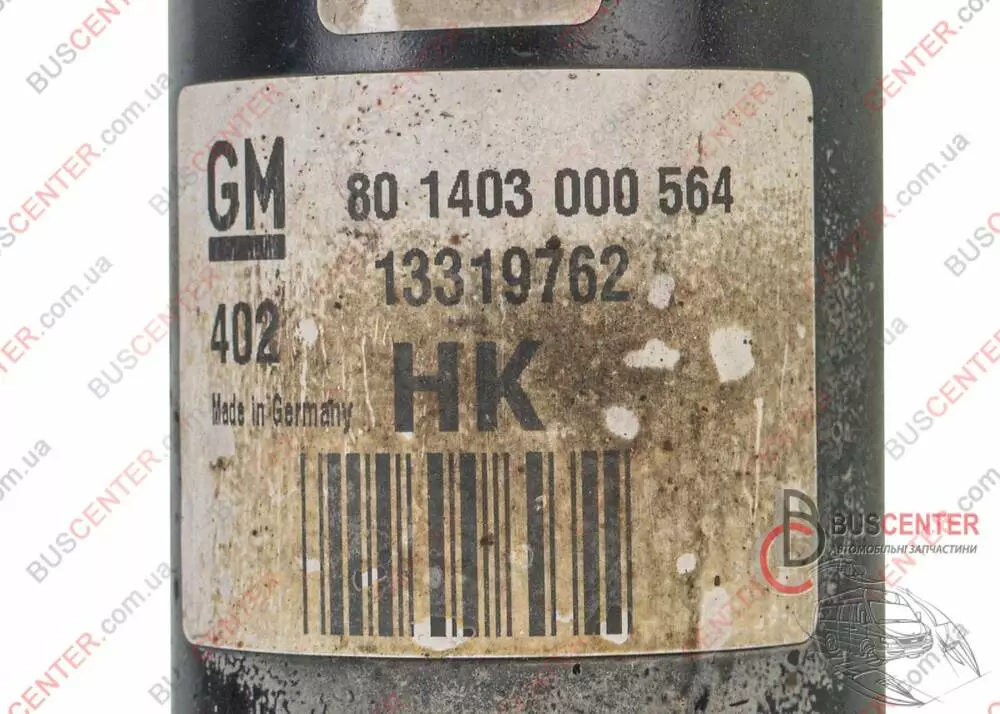 GM
80 1403 000 564
13319762
402
HK
Made in Germany
BUSCENTER
АВТОМОБІЛЬНІ ЗАПЧАСТИНИ
BUSCENTER.com.ua